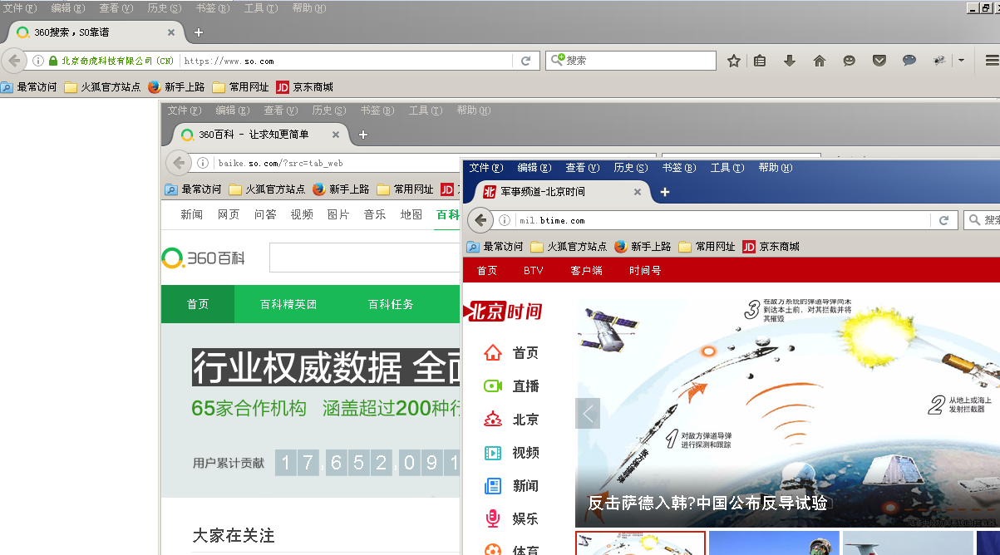 文件(F) 编辑(E) 查看(V) 历史(S) 书签(B) 工具(T) 帮助(H)
360搜索，SO靠谱
北京奇虎科技有限公司 (CN) https://www.so.com 搜索
最常访问 火狐官方站点 新手上路 常用网址 JD 京东商城
文件(F) 编辑(E) 查看(V) 历史(S) 书签(B) 工具(T) 帮助(H)
360百科 - 让求知更简单
baike.so.com/?src=tab_web
最常访问 火狐官方站点 新手上路 常用网址 JD
新闻 网页 问答 视频 图片 音乐 地图 百科
360百科
首页 百科精英团 百科任务
行业权威数据 全面
65家合作机构 涵盖超过200种行
用户累计贡献 17,652,091
大家在关注
文件(F) 编辑(E) 查看(V) 历史(S) 书签(B) 工具(T) 帮助(H)
北 军事频道-北京时间
mil.btime.com 搜索
最常访问 火狐官方站点 新手上路 常用网址 JD 京东商城
首页 BTV 客户端 时间号
北京时间
首页
直播
北京
视频
新闻
娱乐
体育
3 在敌方系统的弹道导弹尚未
到达本土前，对其拦截并将
其摧毁
2 从地上或海上
发射拦截器
1 对敌方弹道导弹
进行探测和跟踪
敌方弹道导弹
反击萨德入韩?中国公布反导试验